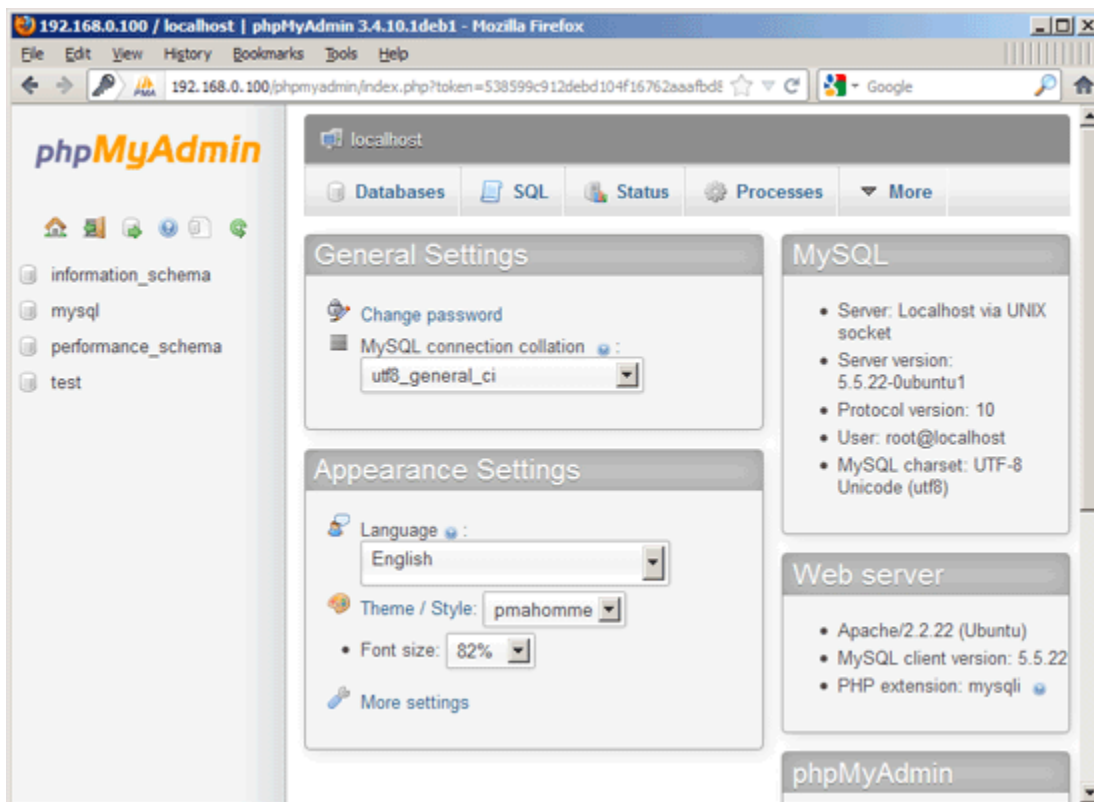 192.168.0.100 / localhost | phpMyAdmin 3.4.10.1deb1 - Mozilla Firefox
File Edit View History Bookmarks Tools Help
192.168.0.100/phpmyadmin/index.php?token=538599c912debd104f16762aaafbd8 Google
phpMyAdmin
information_schema
mysql
performance_schema
test
localhost
Databases SQL Status Processes More
General Settings
Change password
MySQL connection collation :
utf8_general_ci
Appearance Settings
Language :
English
Theme / Style: pmahomme
Font size: 82%
More settings
MySQL
Server: Localhost via UNIX
socket
Server version:
5.5.22-0ubuntu1
Protocol version: 10
User: root@localhost
MySQL charset: UTF-8
Unicode (utf8)
Web server
Apache/2.2.22 (Ubuntu)
MySQL client version: 5.5.22
PHP extension: mysqli
phpMyAdmin